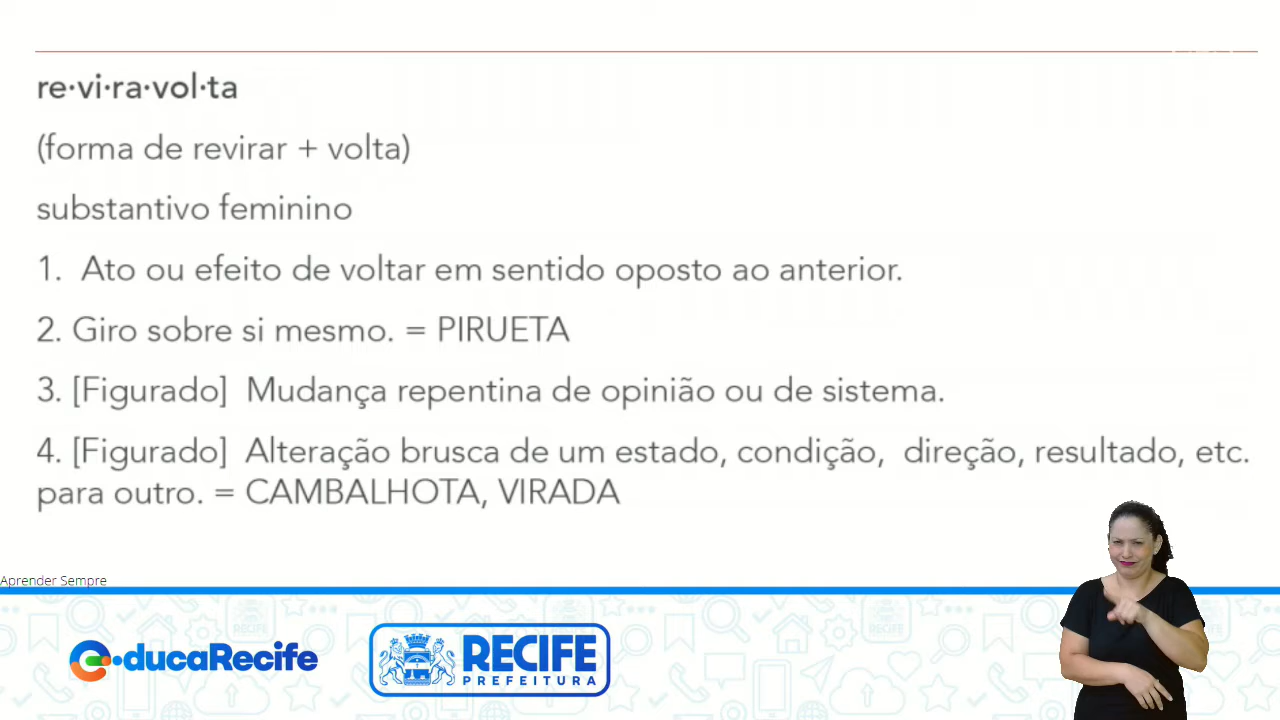 re·vi·ra·vol·ta
(forma de revirar + volta)
substantivo feminino
1. Ato ou efeito de voltar em sentido oposto ao anterior.
2. Giro sobre si mesmo. = PIRUETA
3. [Figurado] Mudança repentina de opinião ou de sistema.
4. [Figurado] Alteração brusca de um estado, condição, direção, resultado, etc.
para outro. = CAMBALHOTA, VIRADA
Aprender Sempre
e·ducaRecife
RECIFE
PREFEITURA